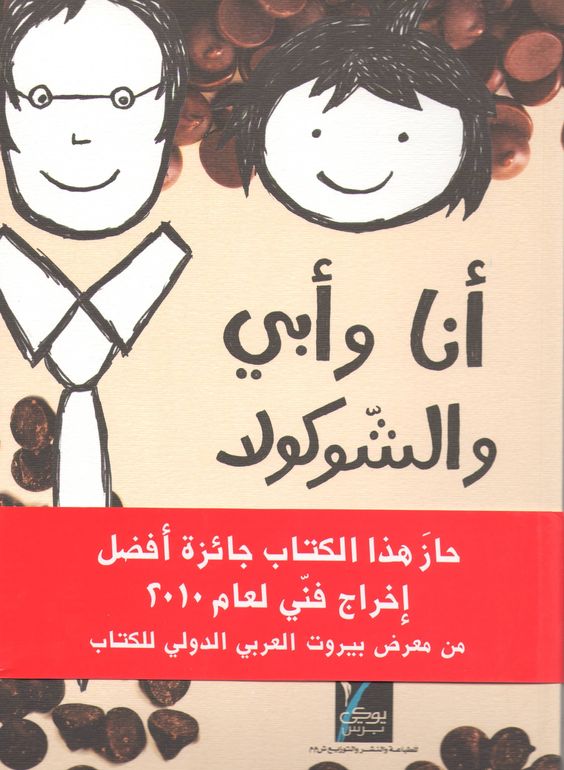 أنا وأبي
والشّوكولا
حازَ هذا الكتاب جائزة أفضل
إخراج فنّي لعام ٢٠١٠
من معرض بيروت العربي الدولي للكتاب
يوكي
برس
للطباعة والنشر والتوزيع ش.م.م